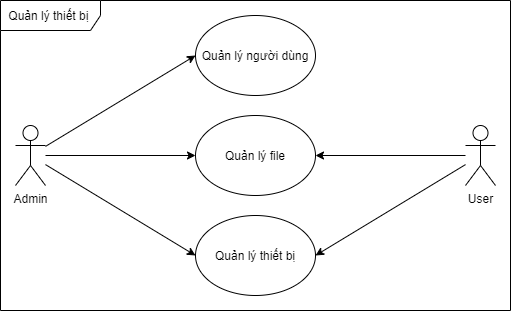 Quản lý thiết bị
Quản lý người dùng
Quản lý file
Admin
User
Quản lý thiết bị